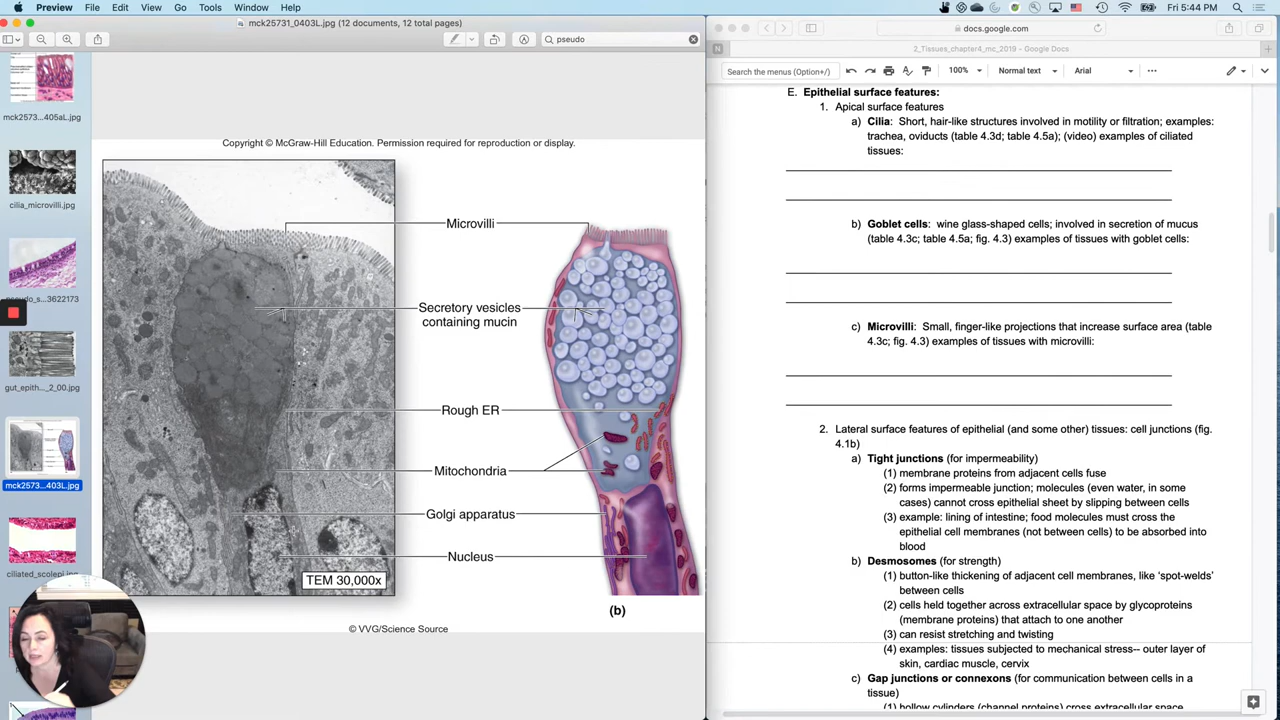 Preview File Edit View Go Tools Window Help
Fri 5:44 PM
mck25731_0403L.jpg (12 documents, 12 total pages)
pseudo
mck2573...405aL.jpg
cilia_microvilli.jpg
pseudo_s...3622173
gut_epith..._2_00.jpg
mck2573...403L.jpg
ciliated_scolepi.jpg
Copyright © McGraw-Hill Education. Permission required for reproduction or display.
Microvilli
Secretory vesicles
containing mucin
Rough ER
Mitochondria
Golgi apparatus
Nucleus
TEM 30,000x
(b)
© VVG/Science Source
docs.google.com
N
2_Tissues_chapter4_mc_2019 – Google Docs
Search the menus (Option+/)
100%
Normal text
Arial
E. Epithelial surface features:
1. Apical surface features
a) Cilia: Short, hair-like structures involved in motility or filtration; examples:
trachea, oviducts (table 4.3d; table 4.5a); (video) examples of ciliated
tissues:
b) Goblet cells: wine glass-shaped cells; involved in secretion of mucus
(table 4.3c; table 4.5a; fig. 4.3) examples of tissues with goblet cells:
c) Microvilli: Small, finger-like projections that increase surface area (table
4.3c; fig. 4.3) examples of tissues with microvilli:
2. Lateral surface features of epithelial (and some other) tissues: cell junctions (fig.
4.1b)
a) Tight junctions (for impermeability)
(1) membrane proteins from adjacent cells fuse
(2) forms impermeable junction; molecules (even water, in some
cases) cannot cross epithelial sheet by slipping between cells
(3) example: lining of intestine; food molecules must cross the
epithelial cell membranes (not between cells) to be absorbed into
blood
b) Desmosomes (for strength)
(1) button-like thickening of adjacent cell membranes, like 'spot-welds'
between cells
(2) cells held together across extracellular space by glycoproteins
(membrane proteins) that attach to one another
(3) can resist stretching and twisting
(4) examples: tissues subjected to mechanical stress-- outer layer of
skin, cardiac muscle, cervix
c) Gap junctions or connexons (for communication between cells in a
tissue)
(1) hollow cylinders (channel proteins) cross extracellular space